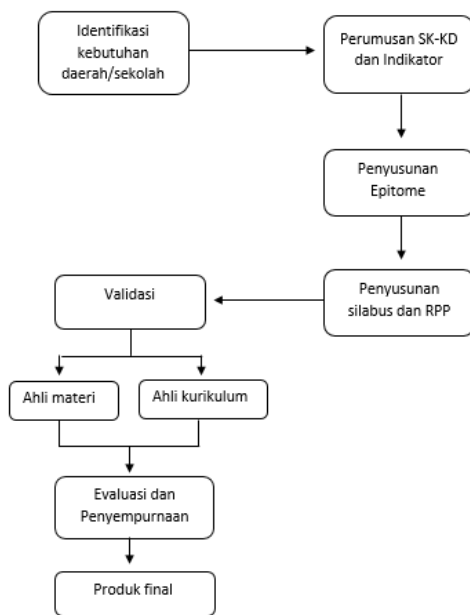 Identifikasi
kebutuhan
daerah/sekolah
Perumusan SK-KD
dan Indikator
Penyusunan
Epitome
Penyusunan
silabus dan RPP
Validasi
Ahli materi
Ahli kurikulum
Evaluasi dan
Penyempurnaan
Produk final